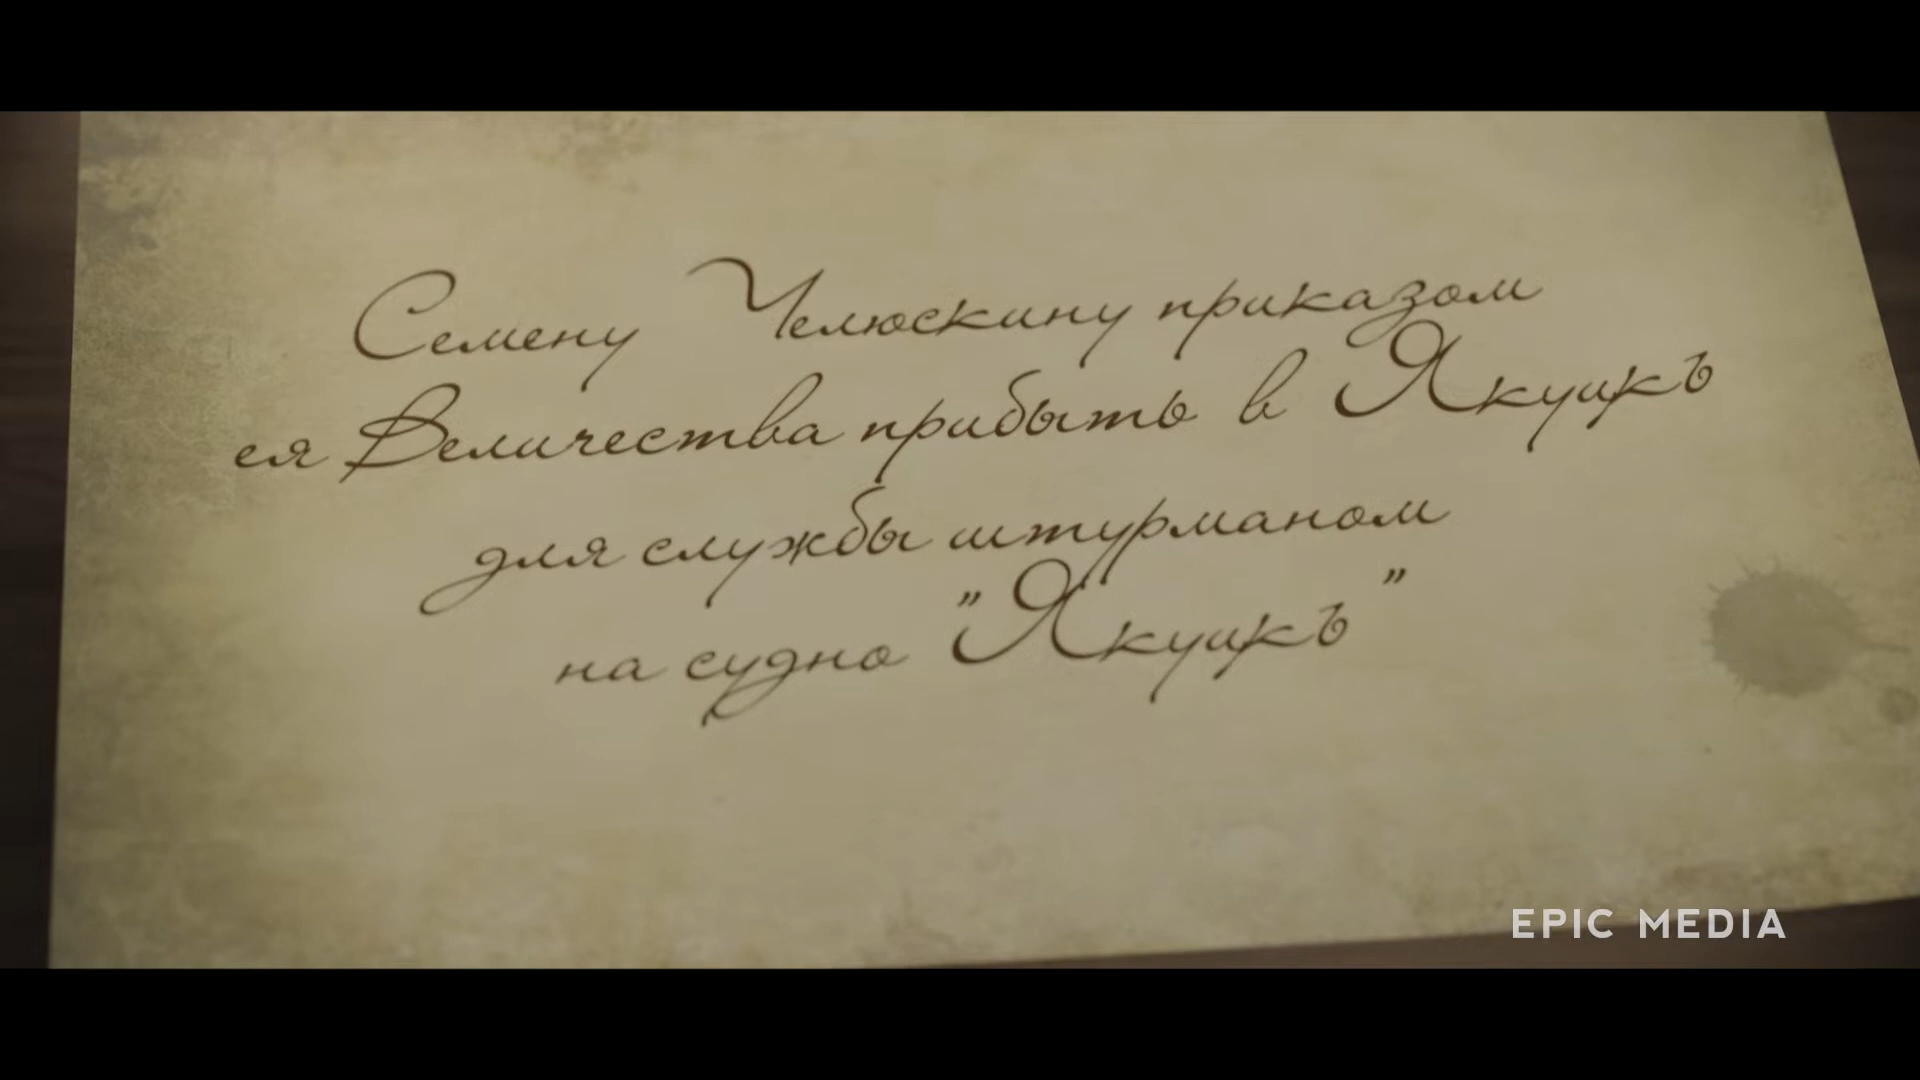 Семену Челюскину приказом
ея Величества прибыть в Якуцкъ
для службы штурманом
на судно "Якуцкъ"
EPIC MEDIA